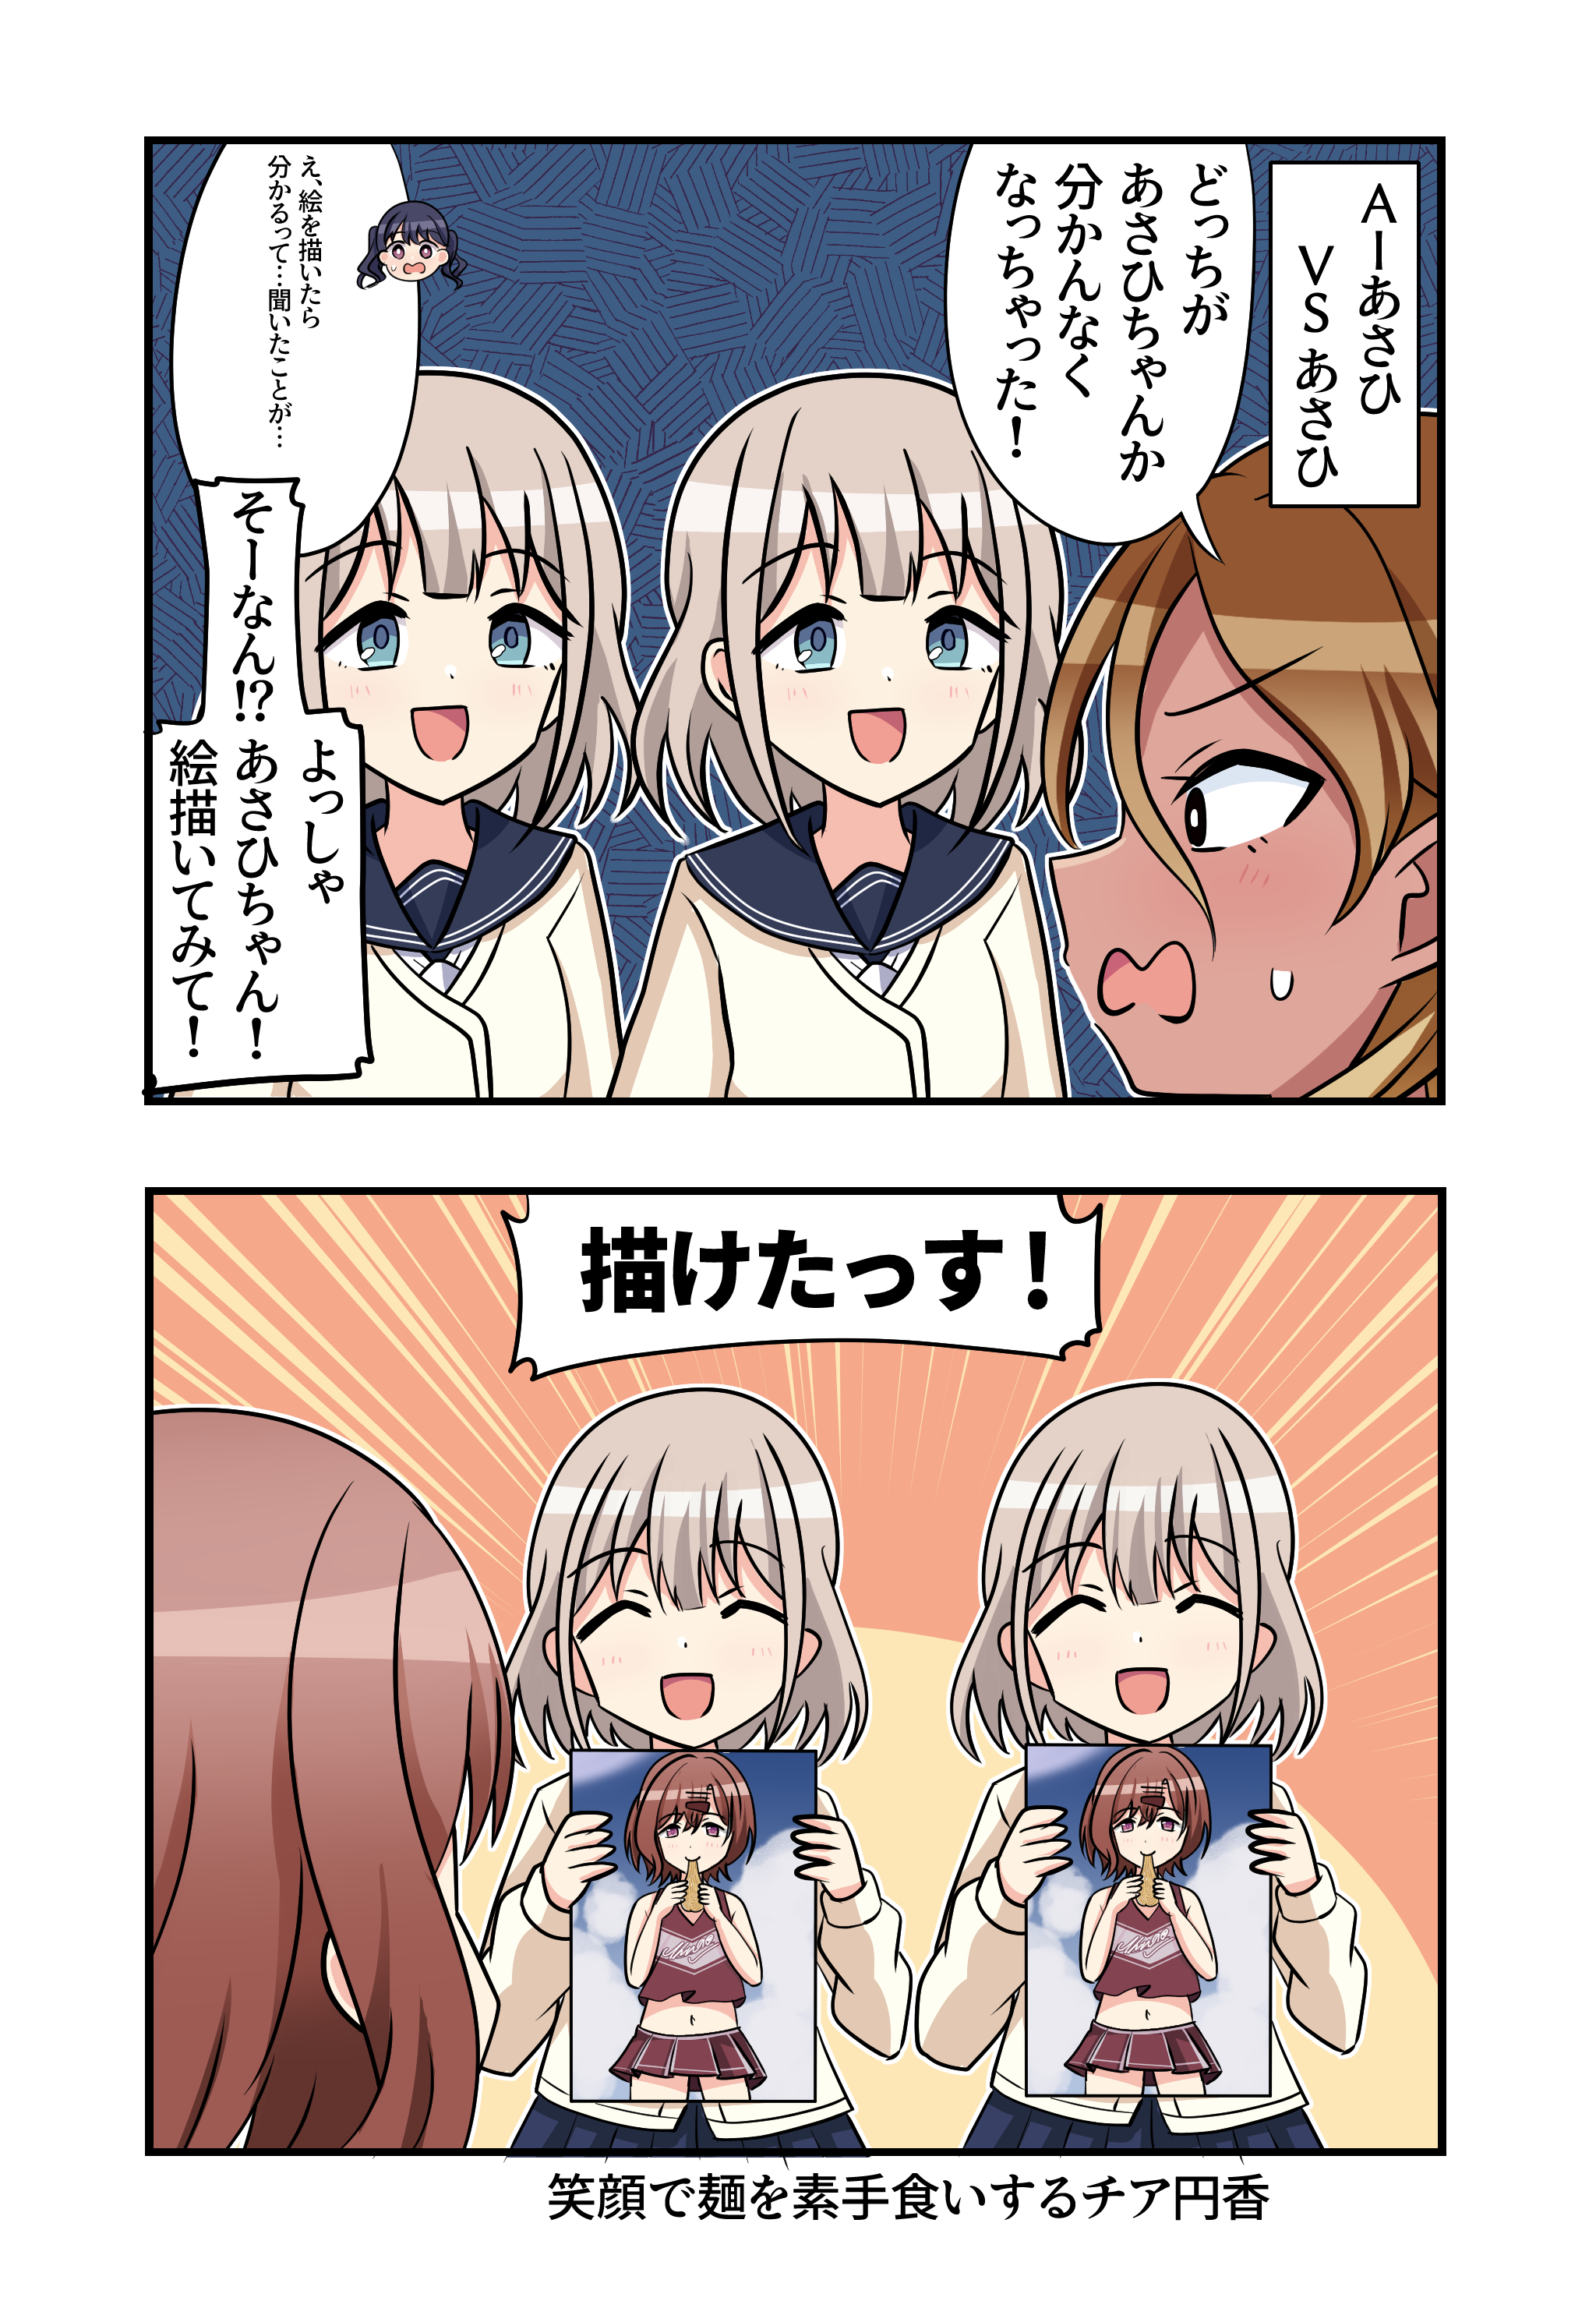 Aーあさひ
VSあさひ
どっちが
あさひちゃんか
分かんなく
なっちゃった！
え、絵を描いたら
分かるって…聞いたことが…
そーなん⁉
よっしゃ
あさひちゃん！
絵描いてみて！
描けたっす！
笑顔で麺を素手食いするチア円香